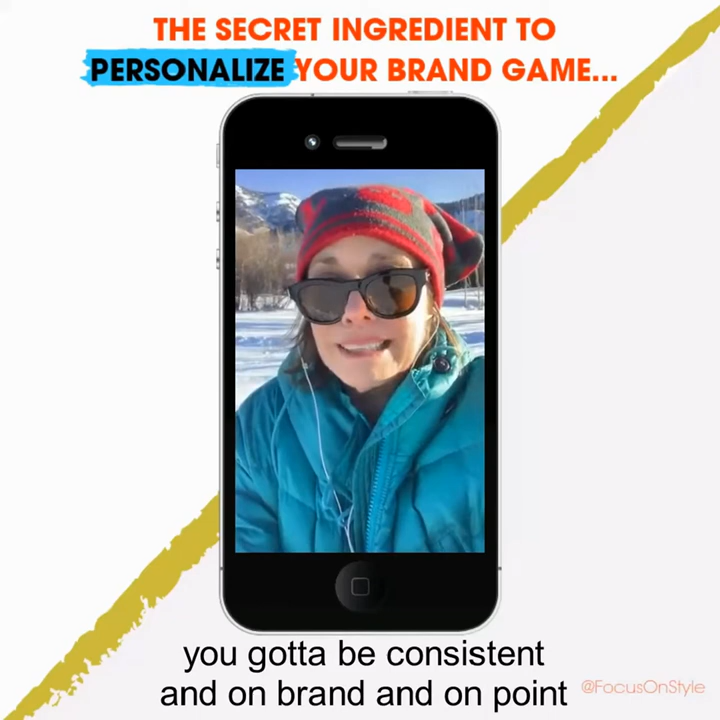 THE SECRET INGREDIENT TO
PERSONALIZE YOUR BRAND GAME...
you gotta be consistent
and on brand and on point
@FocusOnStyle